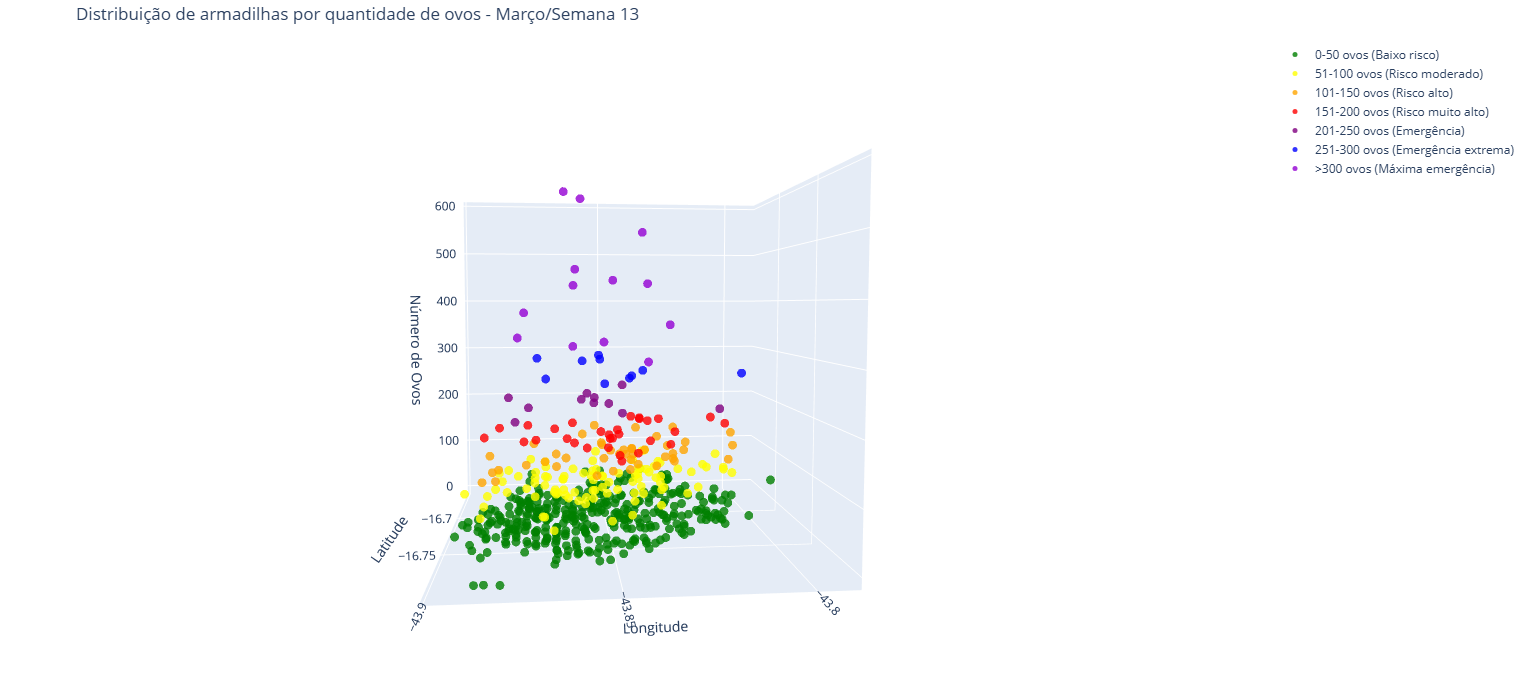 Distribuição de armadilhas por quantidade de ovos - Março/Semana 13
0-50 ovos (Baixo risco)
51-100 ovos (Risco moderado)
101-150 ovos (Risco alto)
151-200 ovos (Risco muito alto)
201-250 ovos (Emergência)
251-300 ovos (Emergência extrema)
>300 ovos (Máxima emergência)
600
500
400
300
200
100
0
Número de Ovos
−16.7
−16.75
Latitude
−43.9
−43.85
−43.8
Longitude